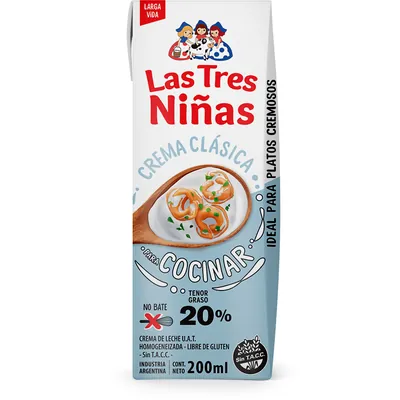 LARGA
VIDA
Las Tres
Niñas
CREMA CLÁSICA
IDEAL PARA PLATOS CREMOSOS
PARA
COCINAR
TENOR
GRASO
NO BATE
20%
CREMA DE LECHE U.A.T.
HOMOGENEIZADA - LIBRE DE GLUTEN
- Sin T.A.C.C. -
INDUSTRIA
ARGENTINA
CONT.
NETO
200ml
Sin T.A.C.C.